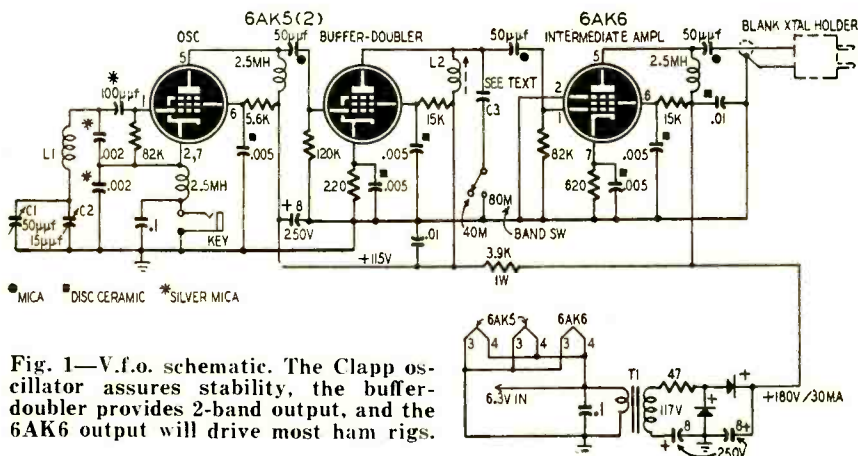 6AK5(2)
6AK6
OSC
50µµf
BUFFER-DOUBLER
50µµf
INTERMEDIATE AMPL
50µµf
BLANK XTAL HOLDER
5
2.5MH
L2
5
2.5MH
*
100µµf
1
6
5.6K
15K
SEE TEXT
C3
2
1
6
15K
.01
*
.002
82K
.005
120K
.005
82K
.005
L1
2,7
220
.005
7
620
.005
*
.002
2.5MH
+8
250V
40M
80M
BAND SW
C1
50µµf
C2
15µµf
.1
KEY
.01
+115V
3.9K
1W
●MICA ■DISC CERAMIC *SILVER MICA
6AK5 6AK6
3 4 3 4 3 4
6.3V IN
.1
T1
117V
47
+
+
+180V/30MA
8
8+
+
250V
Fig. 1—V.f.o. schematic. The Clapp os-
cillator assures stability, the buffer-
doubler provides 2-band output, and the
6AK6 output will drive most ham rigs.